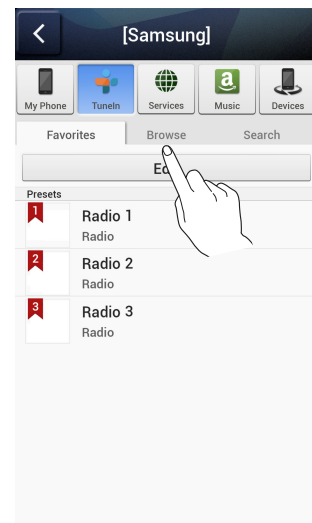 [Samsung]
My Phone TuneIn Services Music Devices
Favorites Browse Search
Presets
1
Radio 1
Radio
2
Radio 2
Radio
3
Radio 3
Radio